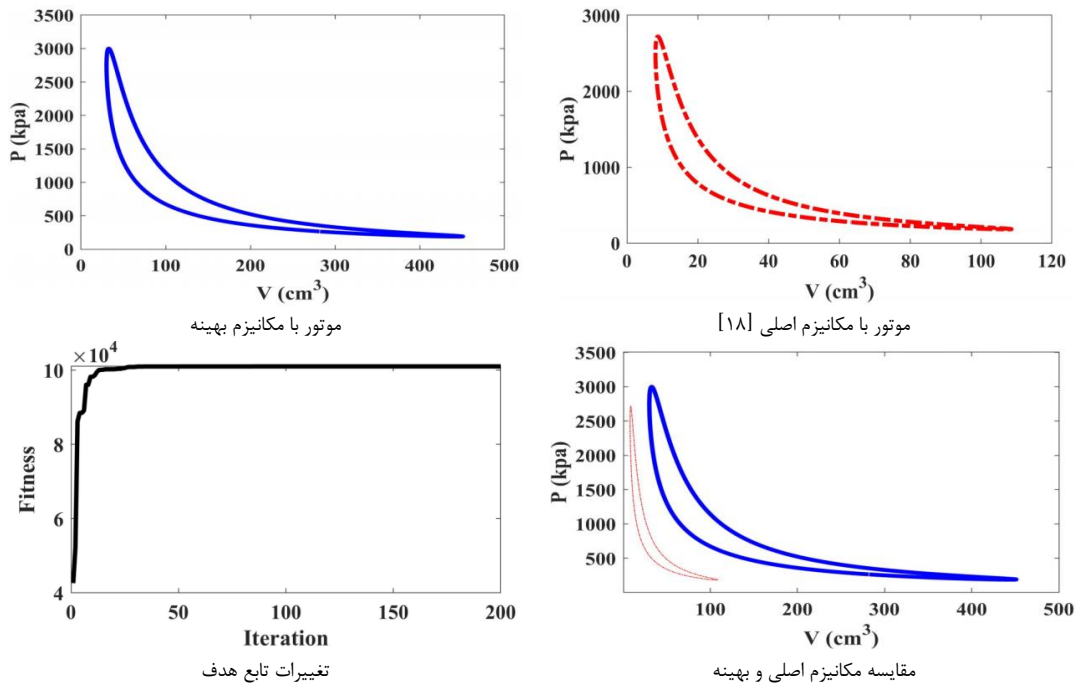 3500
3000
2500
2000
1500
1000
500
0
P (kpa)
0 100 200 300 400 500
V (cm³)
موتور با مکانیزم بهینه
3000
2000
1000
0
P (kpa)
0 20 40 60 80 100 120
V (cm³)
موتور با مکانیزم اصلی [۱۸]
×10⁴
10
8
6
4
Fitness
0 50 100 150 200
Iteration
تغییرات تابع هدف
3500
3000
2500
2000
1500
1000
500
P (kpa)
100 200 300 400 500
V (cm³)
مقایسه مکانیزم اصلی و بهینه